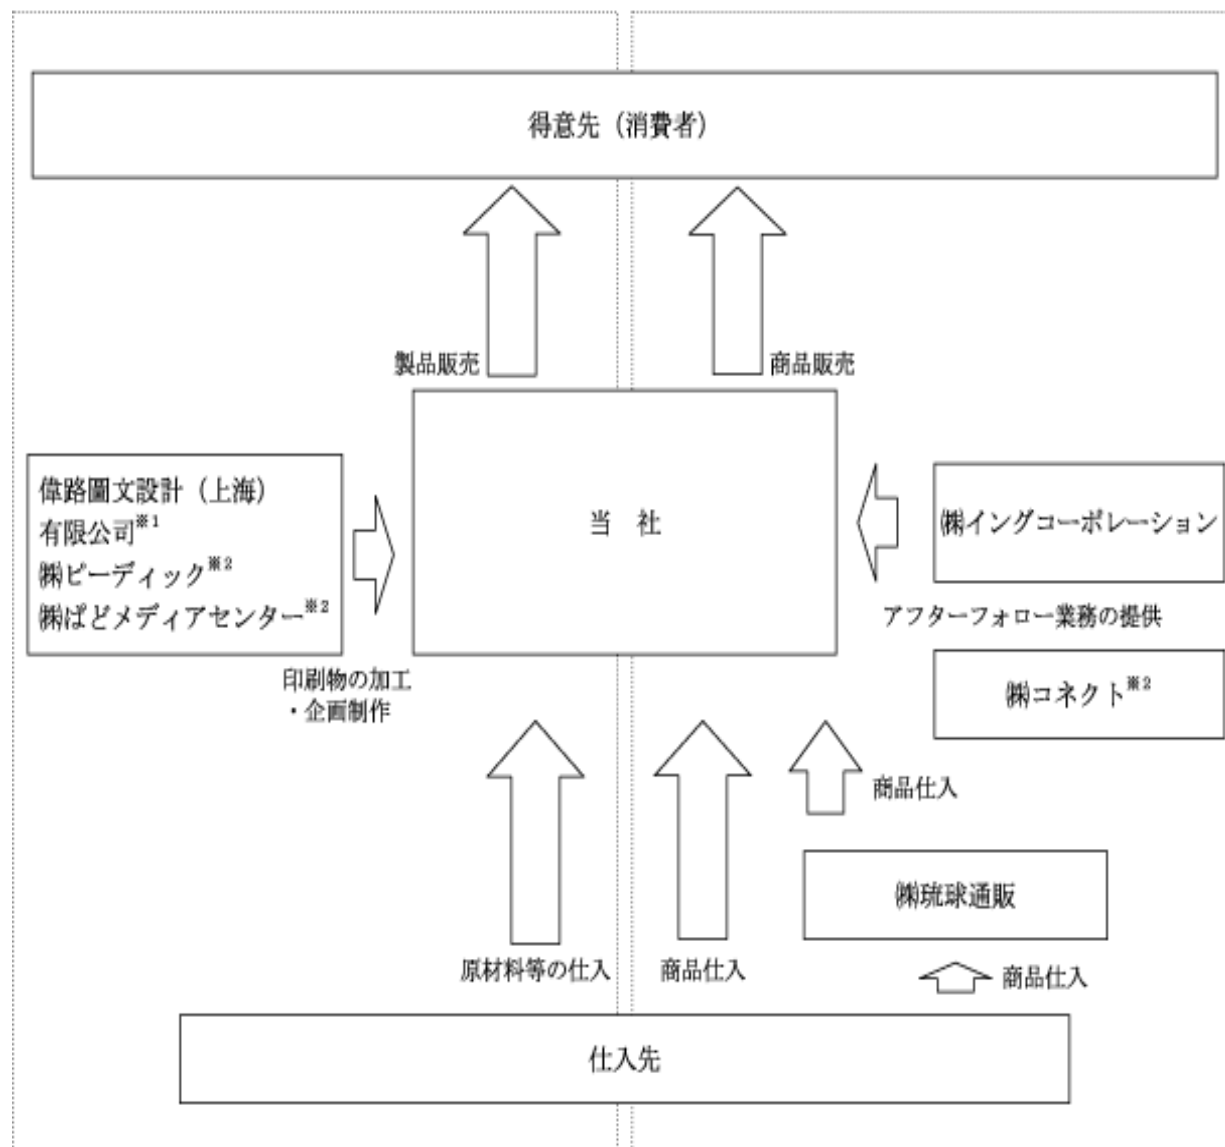 得意先（消費者）
製品販売
商品販売
偉路圖文設計（上海）
有限公司※1
㈱ピーディック※2
㈱ぱどメディアセンター※2
当　社
㈱イングコーポレーション
アフターフォロー業務の提供
印刷物の加工
・企画制作
㈱コネクト※2
商品仕入
㈱琉球通販
原材料等の仕入
商品仕入
商品仕入
仕入先